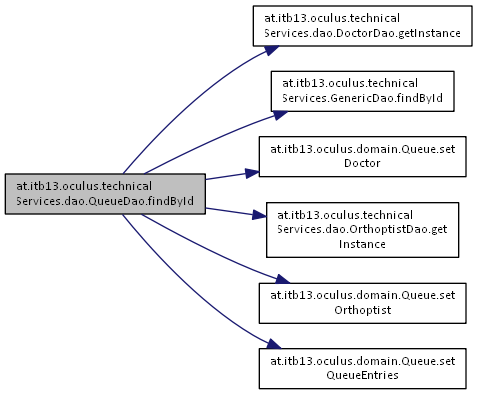 at.itb13.oculus.technical
Services.dao.DoctorDao.getInstance
at.itb13.oculus.technical
Services.GenericDao.findById
at.itb13.oculus.domain.Queue.set
Doctor
at.itb13.oculus.technical
Services.dao.QueueDao.findById
at.itb13.oculus.technical
Services.dao.OrthoptistDao.get
Instance
at.itb13.oculus.domain.Queue.set
Orthoptist
at.itb13.oculus.domain.Queue.set
QueueEntries